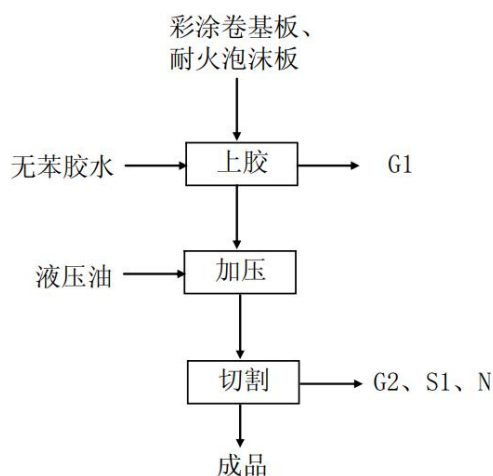 彩涂卷基板、
耐火泡沫板
无苯胶水
上胶
G1
液压油
加压
切割
G2、S1、N
成品